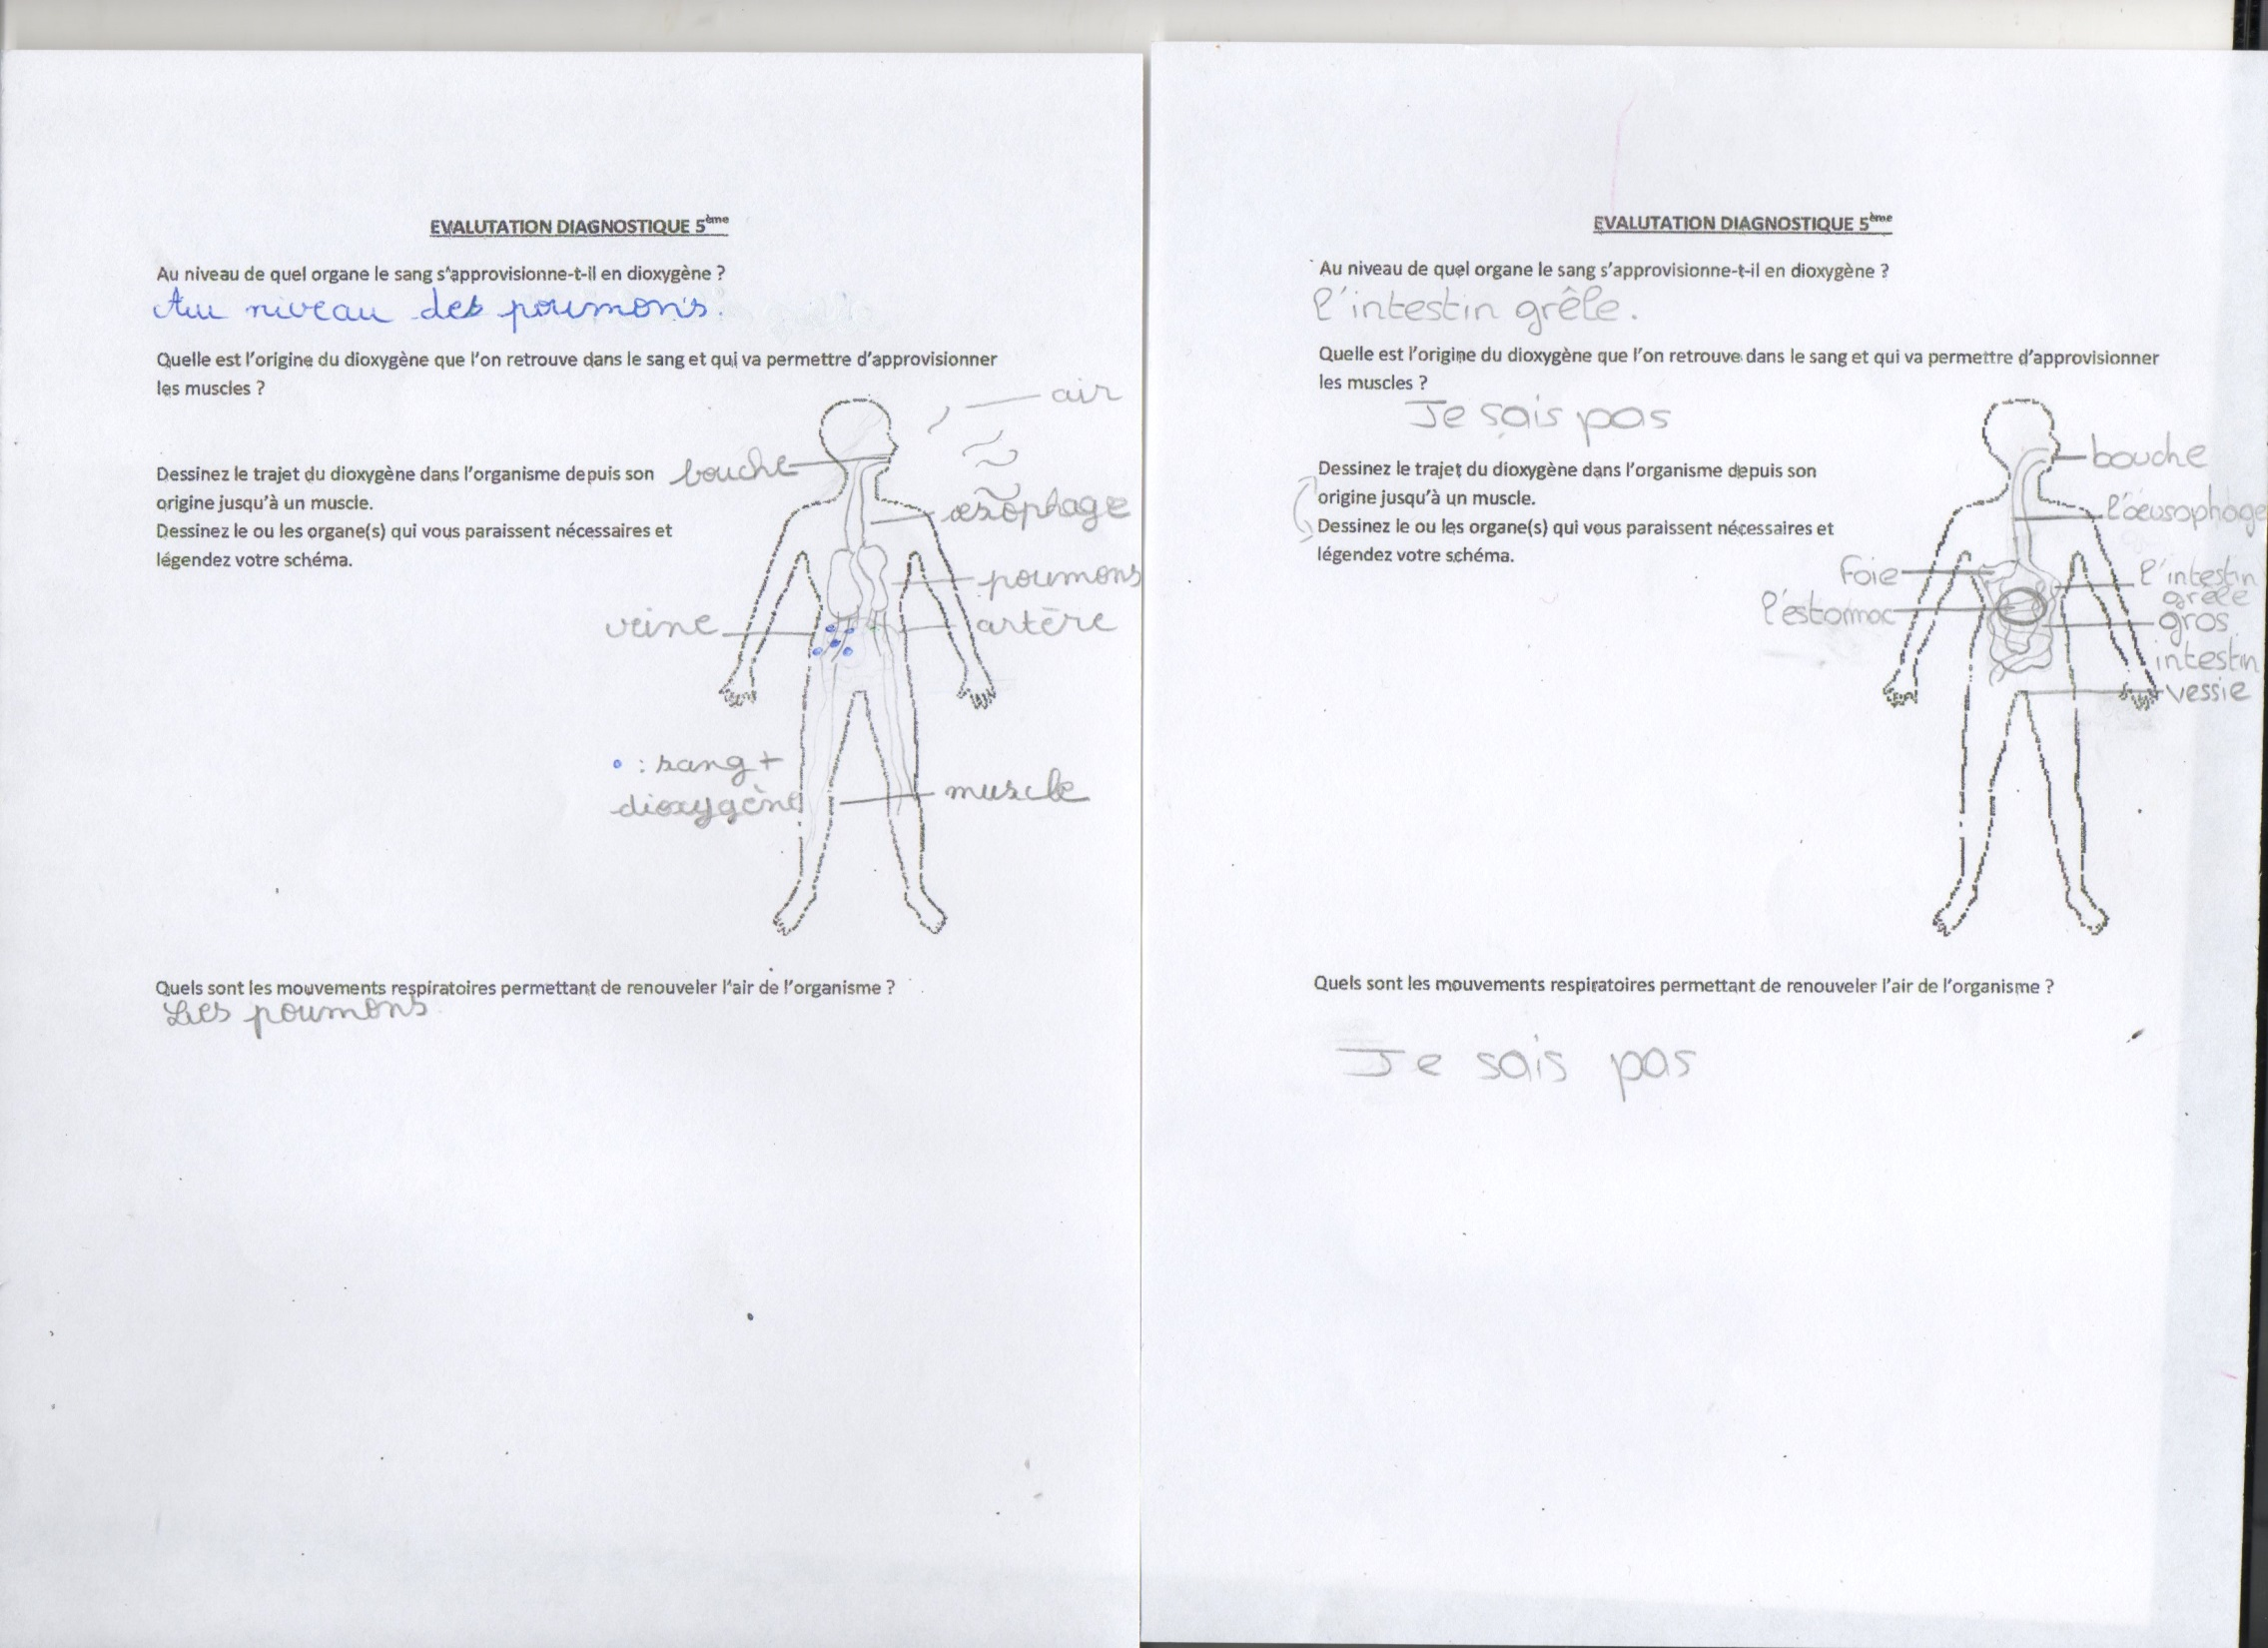 EVALUTATION DIAGNOSTIQUE 5ème
Au niveau de quel organe le sang s'approvisionne-t-il en dioxygène ?
Au niveau des poumons.
Quelle est l'origine du dioxygène que l'on retrouve dans le sang et qui va permettre d'approvisionner
les muscles ?
air
bouche
Dessinez le trajet du dioxygène dans l'organisme depuis son
origine jusqu'à un muscle.
Dessinez le ou les organe(s) qui vous paraissent nécessaires et
légendez votre schéma.
œsophage
poumons
veine
artère
• : sang +
dioxygène
muscle
Quels sont les mouvements respiratoires permettant de renouveler l'air de l'organisme ?
Les poumons
EVALUTATION DIAGNOSTIQUE 5ème
Au niveau de quel organe le sang s'approvisionne-t-il en dioxygène ?
l'intestin grêle.
Quelle est l'origine du dioxygène que l'on retrouve dans le sang et qui va permettre d'approvisionner
les muscles ?
Je sais pas
Dessinez le trajet du dioxygène dans l'organisme depuis son
origine jusqu'à un muscle.
Dessinez le ou les organe(s) qui vous paraissent nécessaires et
légendez votre schéma.
bouche
l'oeusophage
foie
l'estomac
l'intestin
grêle
gros
intestin
vessie
Quels sont les mouvements respiratoires permettant de renouveler l'air de l'organisme ?
Je sais pas